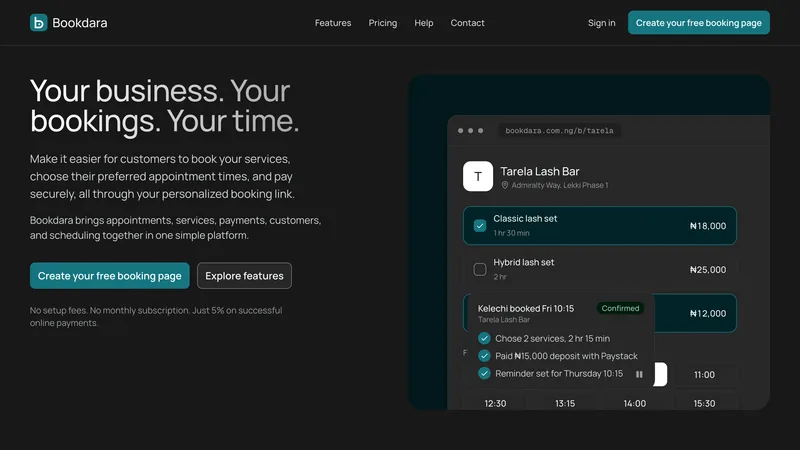 Bookdara
Features
Pricing
Help
Contact
Sign in
Create your free booking page
Your business. Your
bookings. Your time.
Make it easier for customers to book your services,
choose their preferred appointment times, and pay
securely, all through your personalized booking link.
Bookdara brings appointments, services, payments, customers,
and scheduling together in one simple platform.
Create your free booking page
Explore features
No setup fees. No monthly subscription. Just 5% on successful
online payments.
bookdara.com.ng/b/tarela
T
Tarela Lash Bar
Admiralty Way, Lekki Phase 1
Classic lash set
1 hr 30 min
₦18,000
Hybrid lash set
2 hr
₦25,000
₦12,000
Kelechi booked Fri 10:15
Confirmed
Tarela Lash Bar
Chose 2 services, 2 hr 15 min
Paid ₦15,000 deposit with Paystack
Reminder set for Thursday 10:15
F
11:00
12:30
13:15
14:00
15:30